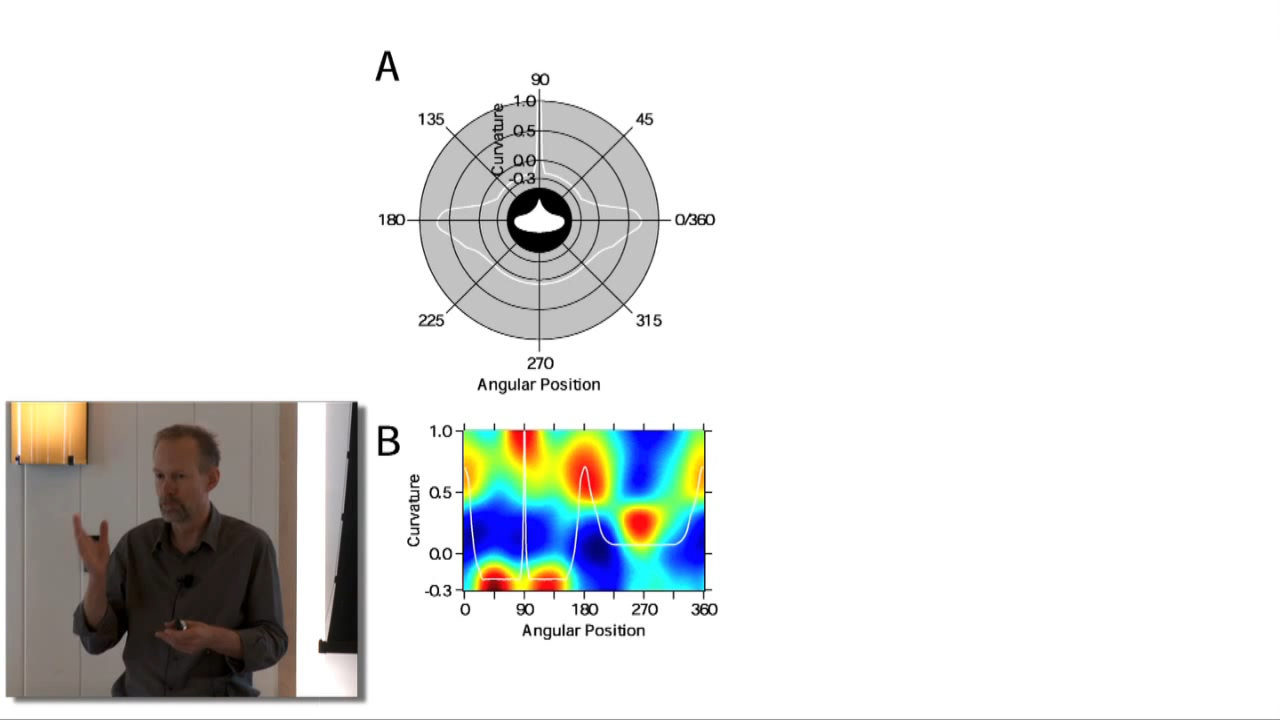 A
90
1.0
135
45
0.5
Curvature
0.0
-0.3
180
0/360
225
315
270
Angular Position
B
1.0
0.5
Curvature
0.0
-0.3
0 90 180 270 360
Angular Position